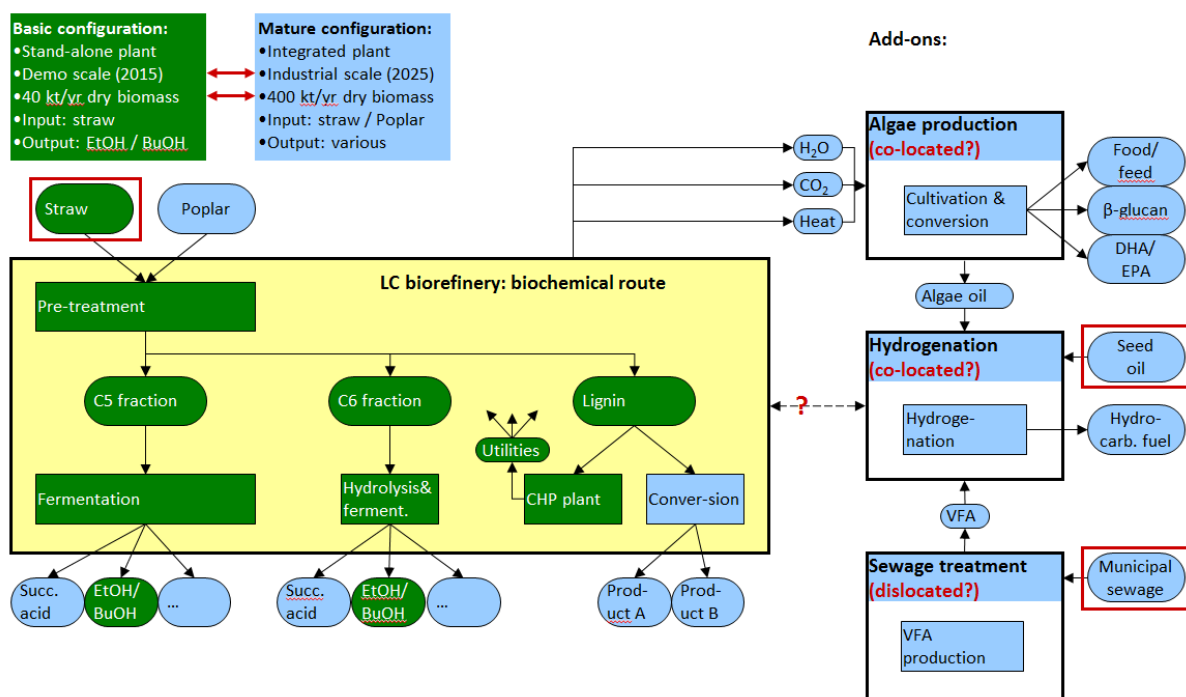 Basic configuration:
•Stand-alone plant
•Demo scale (2015)
•40 kt/yr dry biomass
•Input: straw
•Output: EtOH / BuOH
Mature configuration:
•Integrated plant
•Industrial scale (2025)
•400 kt/yr dry biomass
•Input: straw / Poplar
•Output: various
Add-ons:
Straw
Poplar
H₂O
CO₂
Heat
Algae production
(co-located?)
Cultivation &
conversion
Food/
feed
β-glucan
DHA/
EPA
LC biorefinery: biochemical route
Pre-treatment
C5 fraction
C6 fraction
Lignin
Utilities
Fermentation
Hydrolysis&
ferment.
CHP plant
Conver-sion
Succ.
acid
EtOH/
BuOH
...
Succ.
acid
EtOH/
BuOH
...
Prod-
uct A
Prod-
uct B
?
Algae oil
Hydrogenation
(co-located?)
Hydroge-
nation
Seed
oil
Hydro-
carb. fuel
VFA
Sewage treatment
(dislocated?)
VFA
production
Municipal
sewage